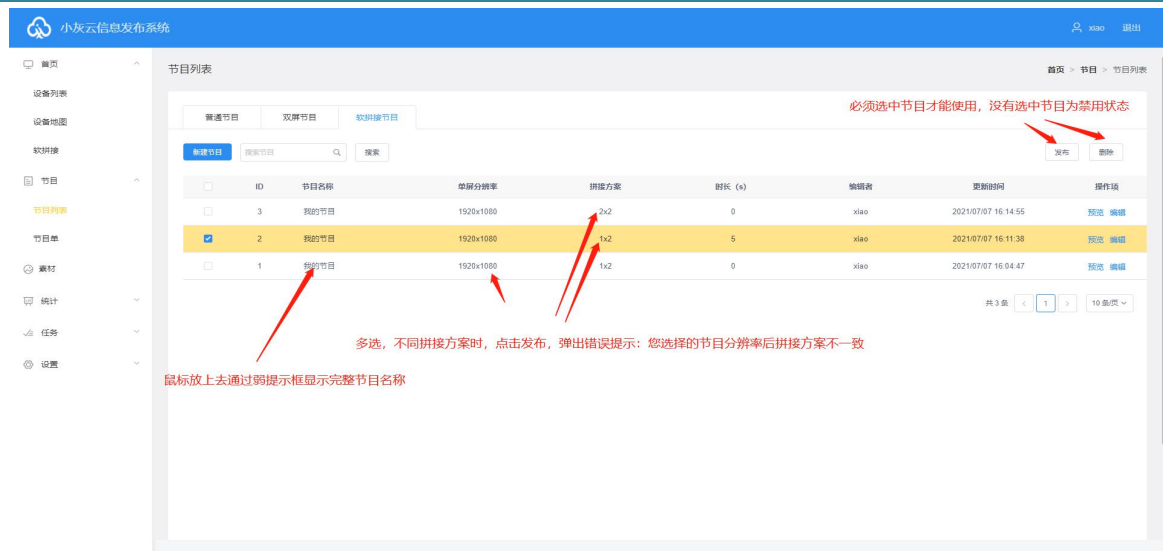 小灰云信息发布系统
xiao 退出
首页
设备列表
设备地图
软拼接
节目
节目列表
节目单
素材
统计
任务
设置
节目列表
首页 > 节目 > 节目列表
普通节目 双屏节目 软拼接节目
必须选中节目才能使用，没有选中节目为禁用状态
新建节目 搜索节目 搜索 发布 删除
ID 节目名称 单屏分辨率 拼接方案 时长（s） 编辑者 更新时间 操作项
3 我的节目 1920x1080 2x2 0 xiao 2021/07/07 16:14:55 预览 编辑
2 我的节目 1920x1080 1x2 5 xiao 2021/07/07 16:11:38 预览 编辑
1 我的节目 1920x1080 1x2 0 xiao 2021/07/07 16:04:47 预览 编辑
共 3 条 < 1 > 10 条/页
多选，不同拼接方案时，点击发布，弹出错误提示：您选择的节目分辨率后拼接方案不一致
鼠标放上去通过弱提示框显示完整节目名称